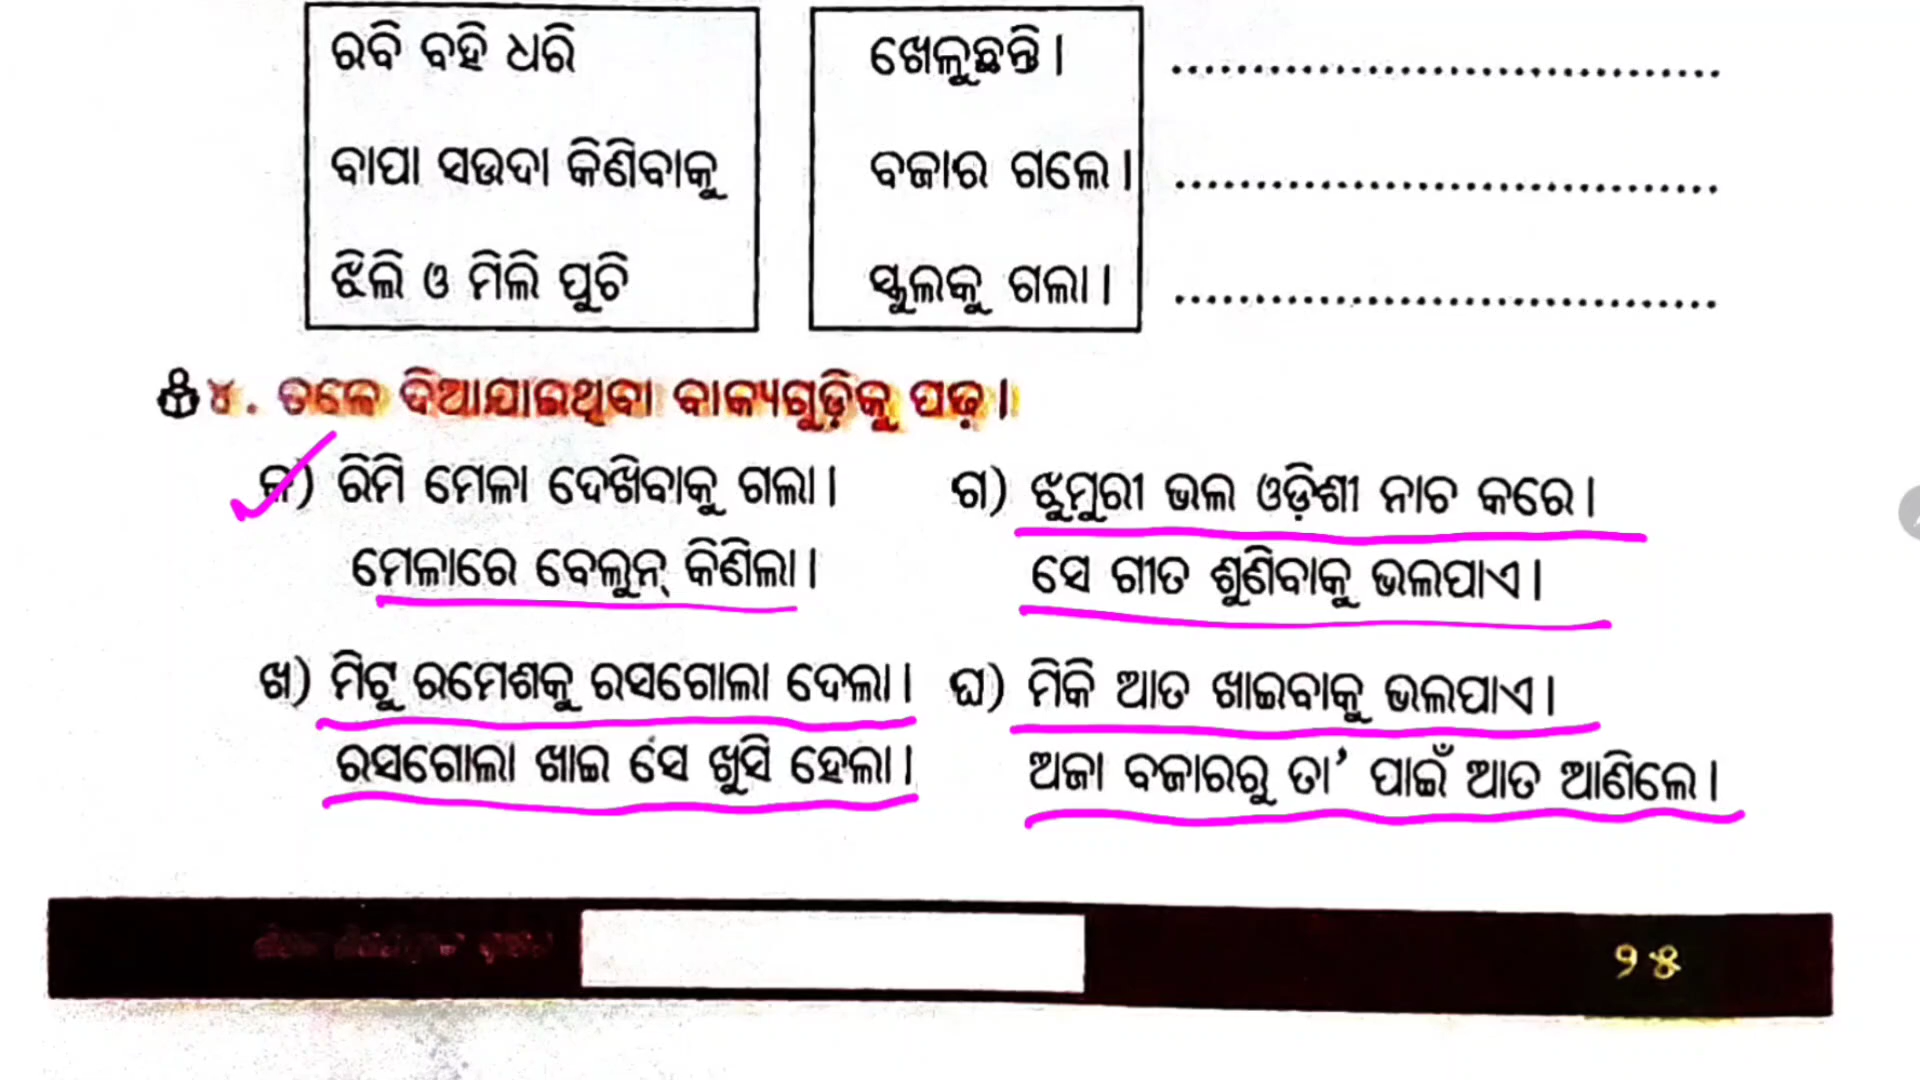 ରବି ବହି ଧରି
ବାପା ସଉଦା କିଣିବାକୁ
ଝିଲି ଓ ମିଲି ପୁଚି
ଖେଳୁଛନ୍ତି।
ବଜାର ଗଲେ।
ସ୍କୁଲକୁ ଗଲା।
୪. ତଳେ ଦିଆଯାଇଥିବା ବାକ୍ୟଗୁଡ଼ିକୁ ପଢ଼।
କ) ରିମି ମେଳା ଦେଖିବାକୁ ଗଲା।
ମେଳାରେ ବେଲୁନ୍ କିଣିଲା।
ଖ) ମିଟୁ ରମେଶକୁ ରସଗୋଲା ଦେଲା।
ରସଗୋଲା ଖାଇ ସେ ଖୁସି ହେଲା।
ଗ) ଝୁମୁରୀ ଭଲ ଓଡ଼ିଶୀ ନାଚ କରେ।
ସେ ଗୀତ ଶୁଣିବାକୁ ଭଲପାଏ।
ଘ) ମିକି ଆତ ଖାଇବାକୁ ଭଲପାଏ।
ଅଜା ବଜାରରୁ ତା’ ପାଇଁ ଆତ ଆଣିଲେ।
୨୫